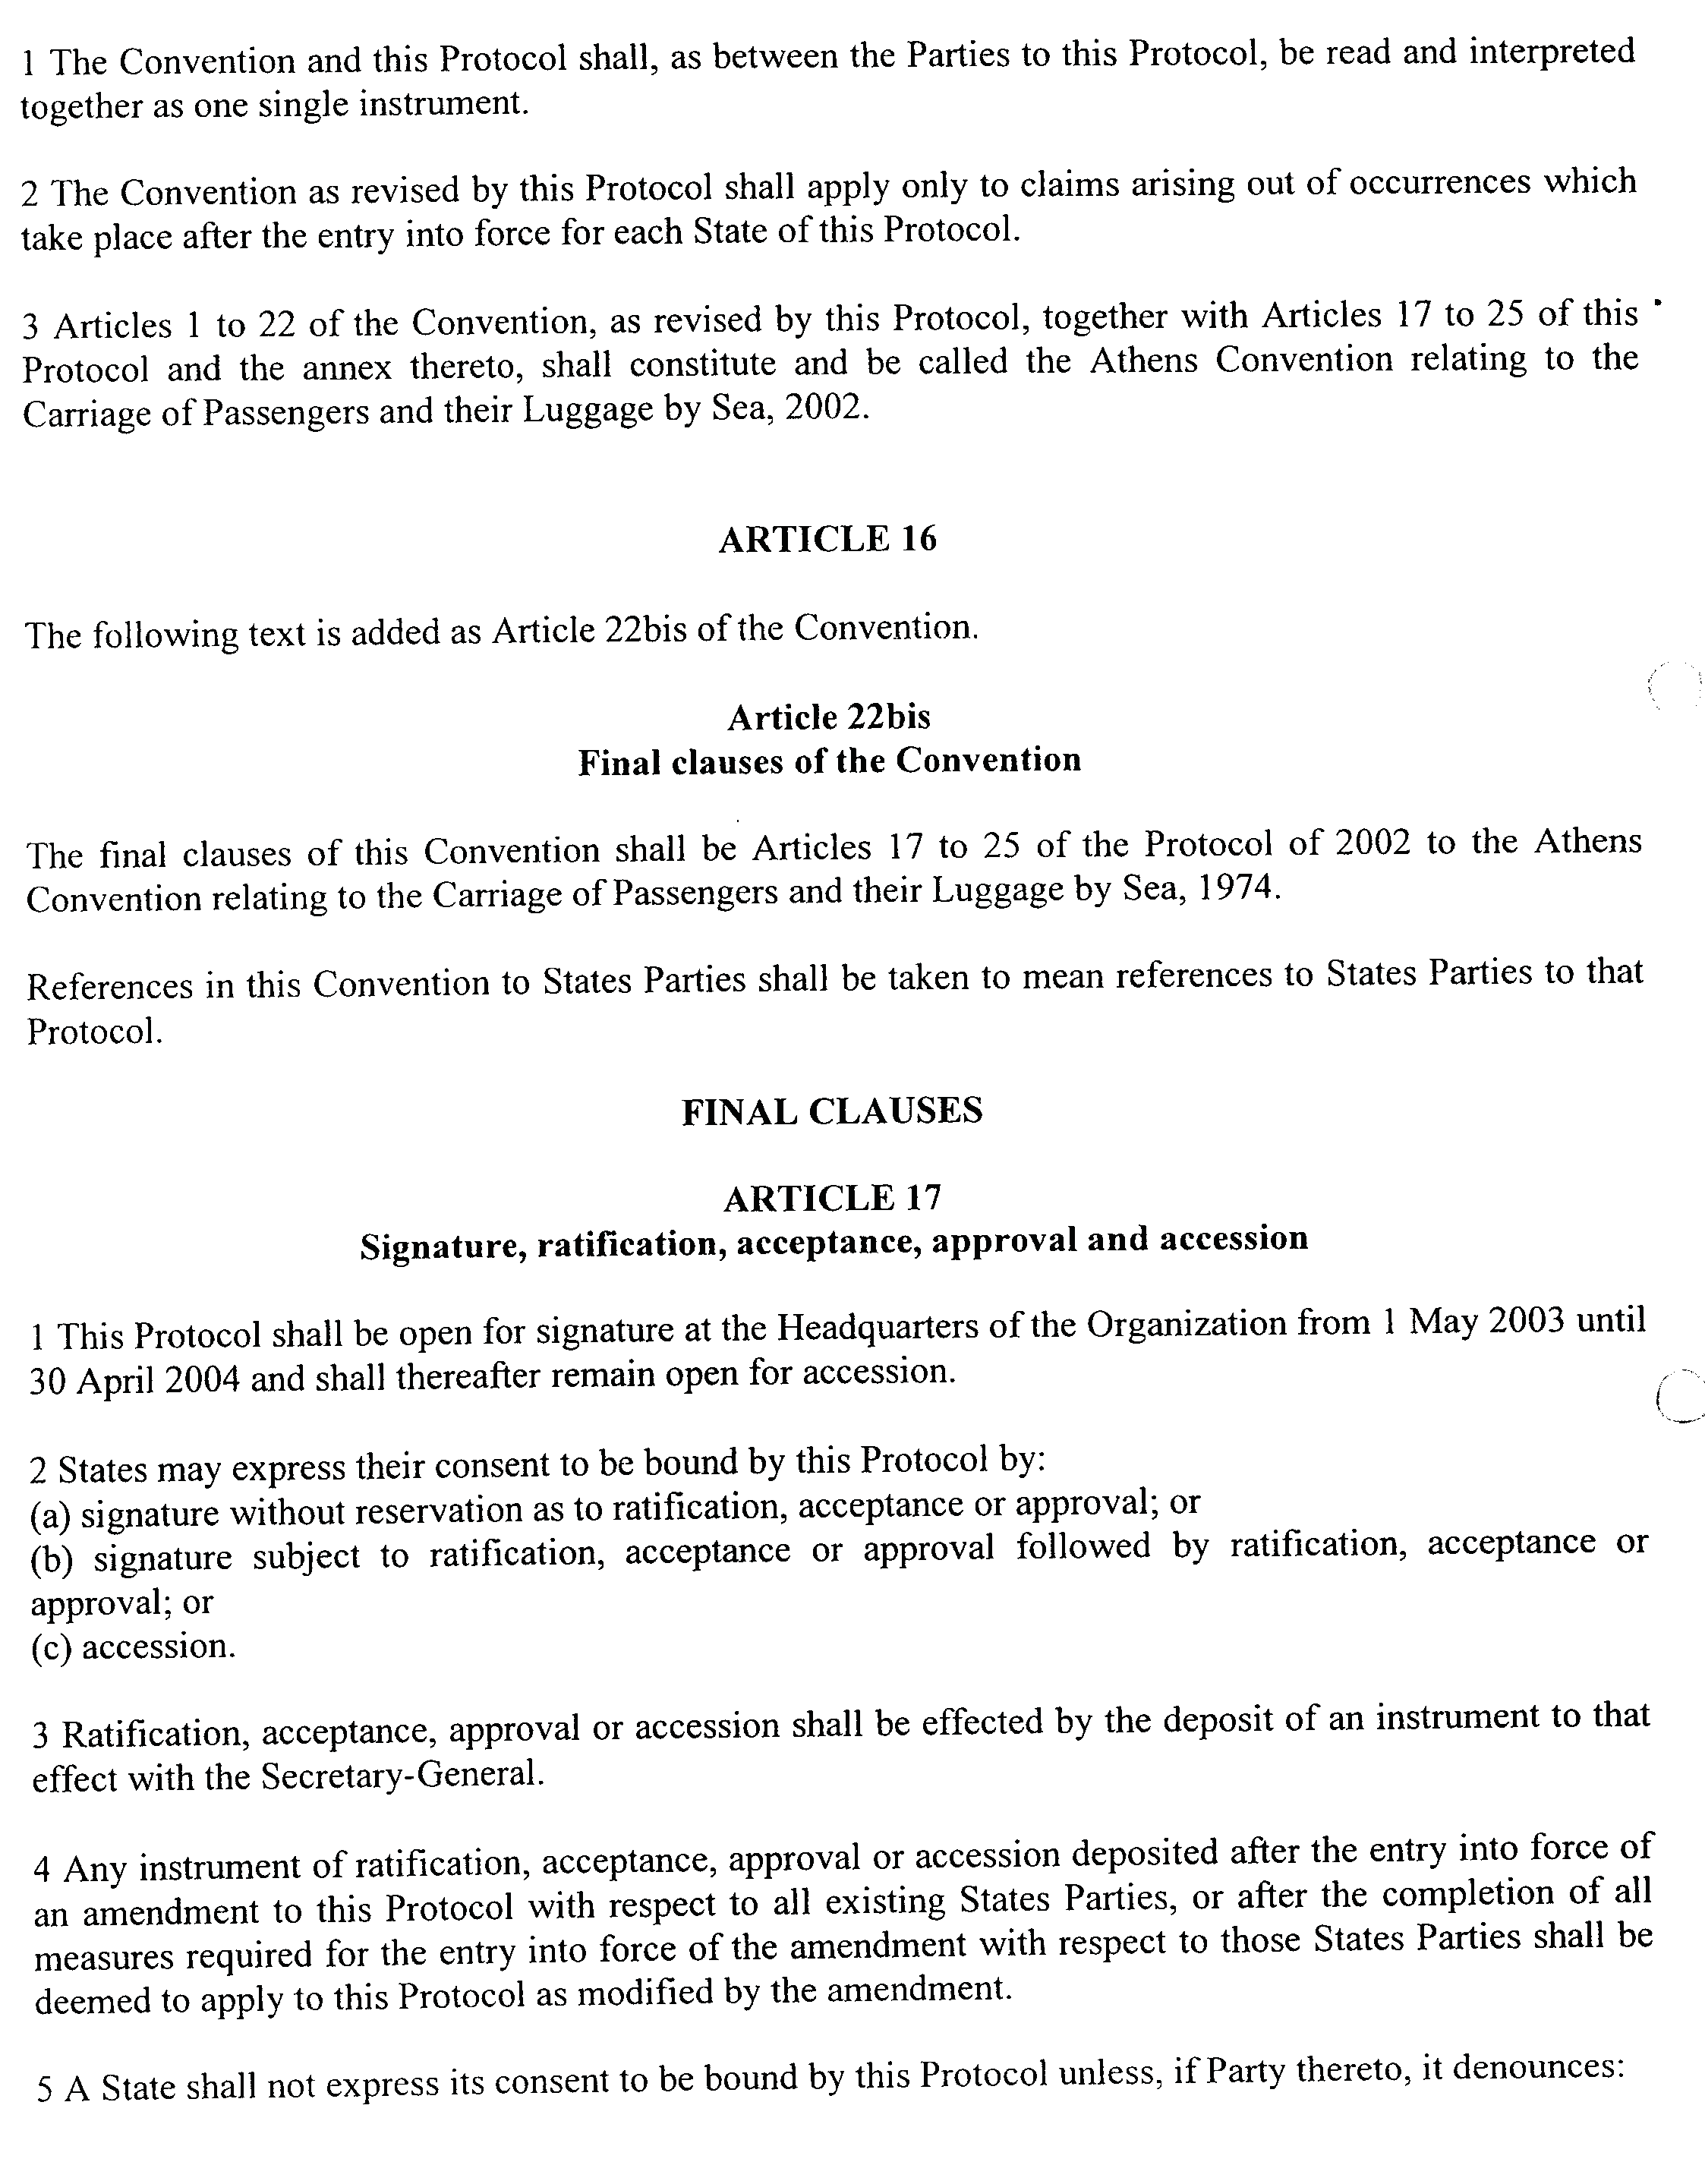 1 The Convention and this Protocol shall, as between the Parties to this Protocol, be read and interpreted
together as one single instrument.
2 The Convention as revised by this Protocol shall apply only to claims arising out of occurrences which
take place after the entry into force for each State of this Protocol.
3 Articles 1 to 22 of the Convention, as revised by this Protocol, together with Articles 17 to 25 of this
Protocol and the annex thereto, shall constitute and be called the Athens Convention relating to the
Carriage of Passengers and their Luggage by Sea, 2002.
ARTICLE 16
The following text is added as Article 22bis of the Convention.
Article 22bis
Final clauses of the Convention
The final clauses of this Convention shall be Articles 17 to 25 of the Protocol of 2002 to the Athens
Convention relating to the Carriage of Passengers and their Luggage by Sea, 1974.
References in this Convention to States Parties shall be taken to mean references to States Parties to that
Protocol.
FINAL CLAUSES
ARTICLE 17
Signature, ratification, acceptance, approval and accession
1 This Protocol shall be open for signature at the Headquarters of the Organization from 1 May 2003 until
30 April 2004 and shall thereafter remain open for accession.
2 States may express their consent to be bound by this Protocol by:
(a) signature without reservation as to ratification, acceptance or approval; or
(b) signature subject to ratification, acceptance or approval followed by ratification, acceptance or
approval; or
(c) accession.
3 Ratification, acceptance, approval or accession shall be effected by the deposit of an instrument to that
effect with the Secretary-General.
4 Any instrument of ratification, acceptance, approval or accession deposited after the entry into force of
an amendment to this Protocol with respect to all existing States Parties, or after the completion of all
measures required for the entry into force of the amendment with respect to those States Parties shall be
deemed to apply to this Protocol as modified by the amendment.
5 A State shall not express its consent to be bound by this Protocol unless, if Party thereto, it denounces: